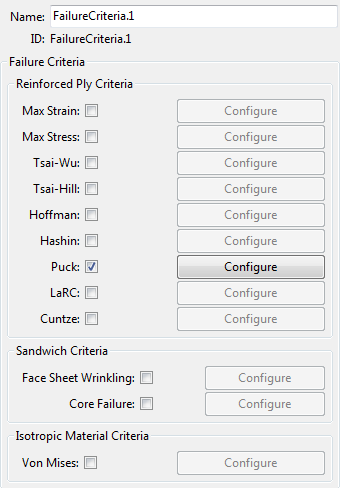 Name: FailureCriteria.1
ID: FailureCriteria.1
Failure Criteria
Reinforced Ply Criteria
Max Strain: Configure
Max Stress: Configure
Tsai-Wu: Configure
Tsai-Hill: Configure
Hoffman: Configure
Hashin: Configure
Puck: Configure
LaRC: Configure
Cuntze: Configure
Sandwich Criteria
Face Sheet Wrinkling: Configure
Core Failure: Configure
Isotropic Material Criteria
Von Mises: Configure